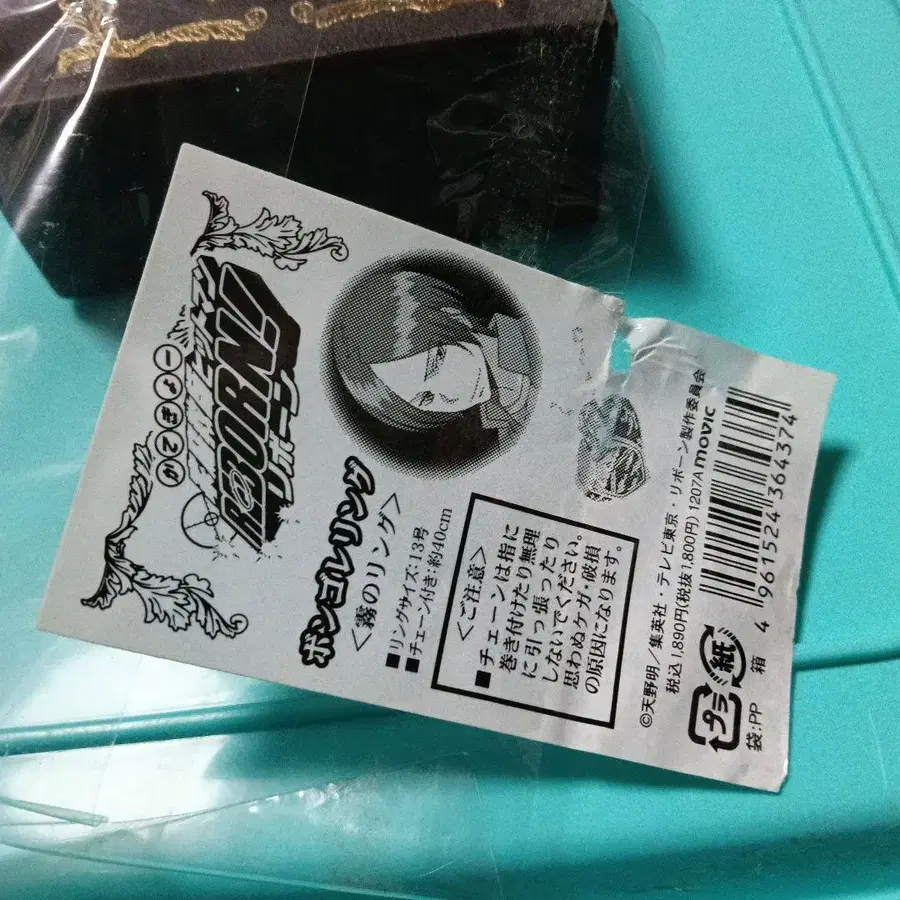 かてきょー
家庭教師ヒットマン
REBORN!
リボーン
ボンゴレリング
<霧のリング>
■リングサイズ:13号
■チェーン付き:約40cm
<ご注意>
■チェーンは指に
巻き付けたり無理
に引っ張ったり
しないでください。
思わぬケガ・破損
の原因になります。
©天野明/集英社・テレビ東京・リボーン製作委員会
税込1,890円(税抜1,800円) 1207A movic
4 961524 364374
プラ 紙
袋:PP 箱